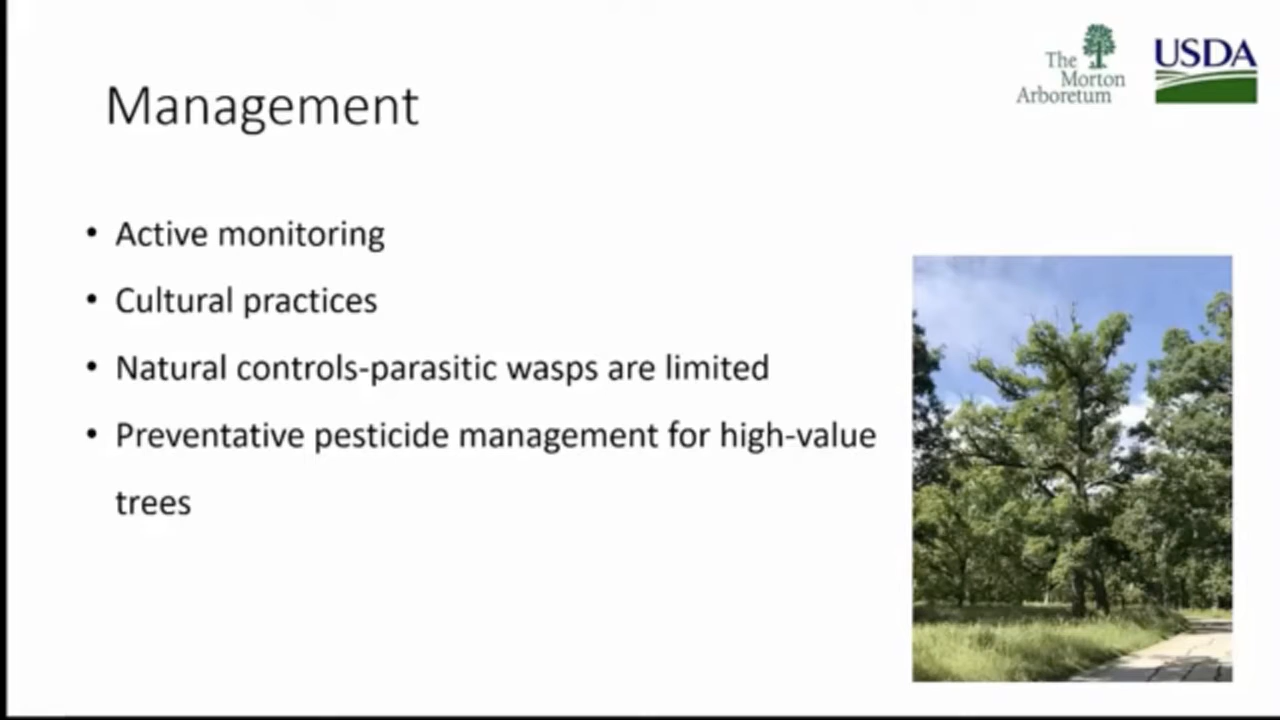 The
Morton
Arboretum
USDA
Management
• Active monitoring
• Cultural practices
• Natural controls-parasitic wasps are limited
• Preventative pesticide management for high-value
trees